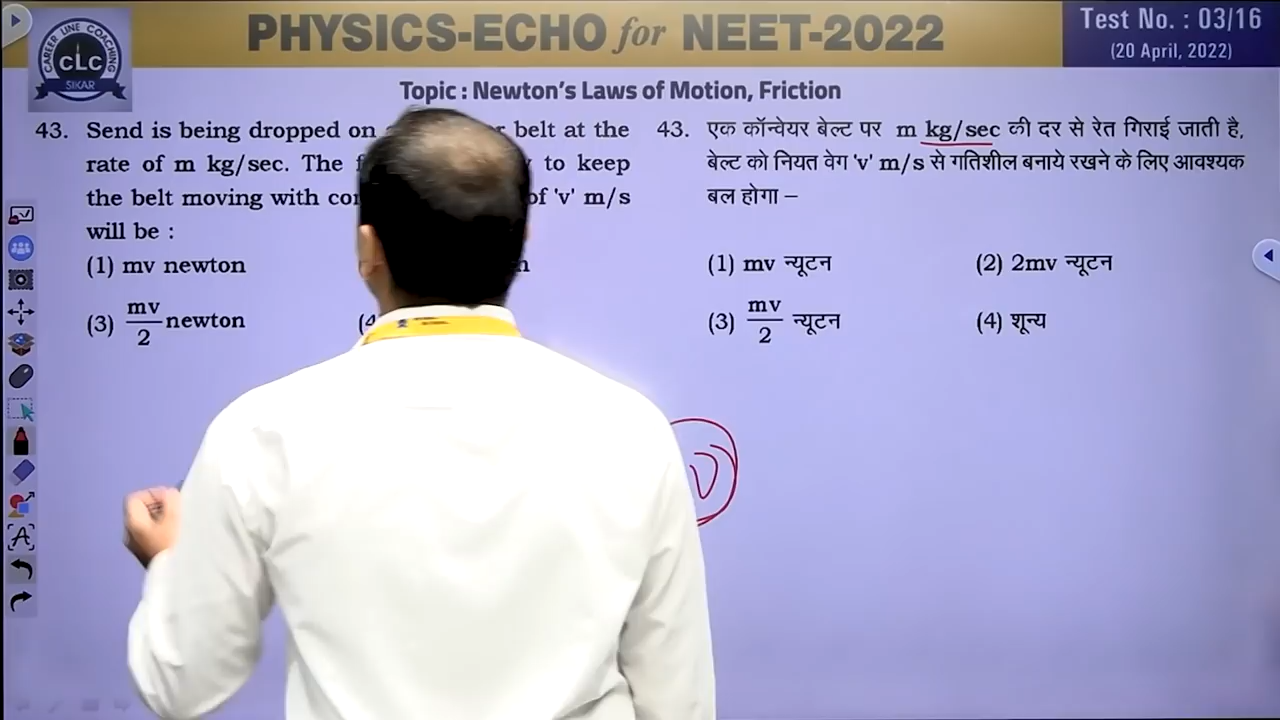 PHYSICS-ECHO for NEET-2022
Test No. : 03/16
(20 April, 2022)
CAREER LINE COACHING
CLC
SIKAR
Topic : Newton's Laws of Motion, Friction
43. Send is being dropped on belt at the
rate of m kg/sec. The to keep
the belt moving with of 'v' m/s
will be :
(1) mv newton
(3) mv/2 newton
43. एक कॉन्वेयर बेल्ट पर m kg/sec की दर से रेत गिराई जाती है,
बेल्ट को नियत वेग 'v' m/s से गतिशील बनाये रखने के लिए आवश्यक
बल होगा –
(1) mv न्यूटन (2) 2mv न्यूटन
(3) mv/2 न्यूटन (4) शून्य
v